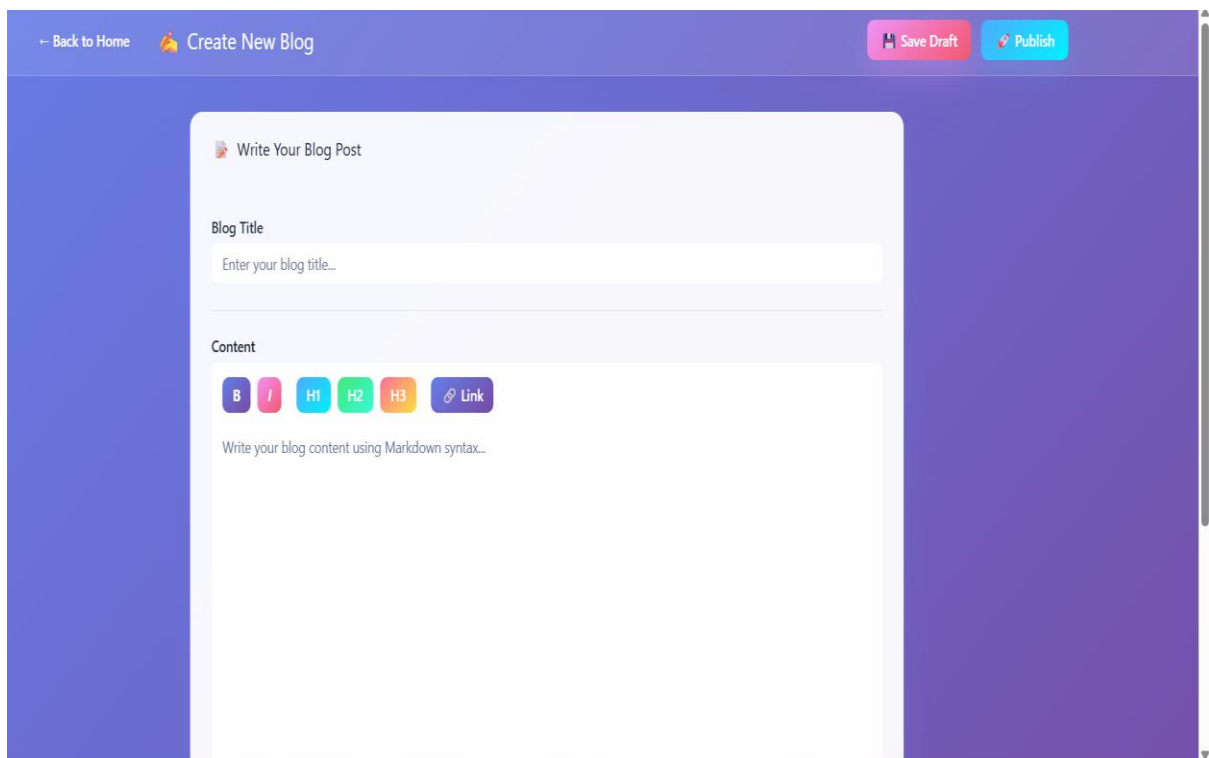 ← Back to Home
✍️ Create New Blog
💾 Save Draft
🚀 Publish
📝 Write Your Blog Post
Blog Title
Enter your blog title...
Content
B I H1 H2 H3 🔗 Link
Write your blog content using Markdown syntax...